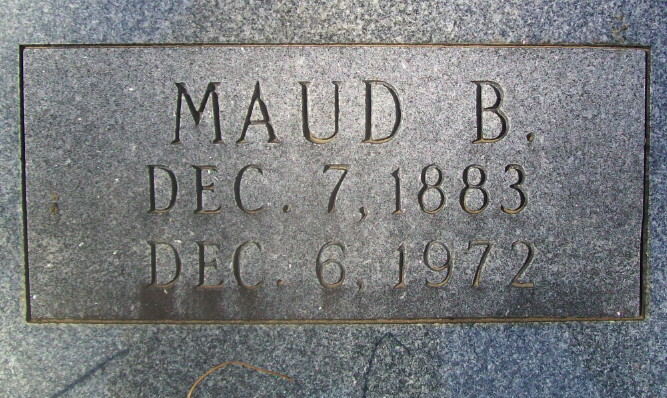 MAUD B.
DEC. 7, 1883
DEC. 6, 1972